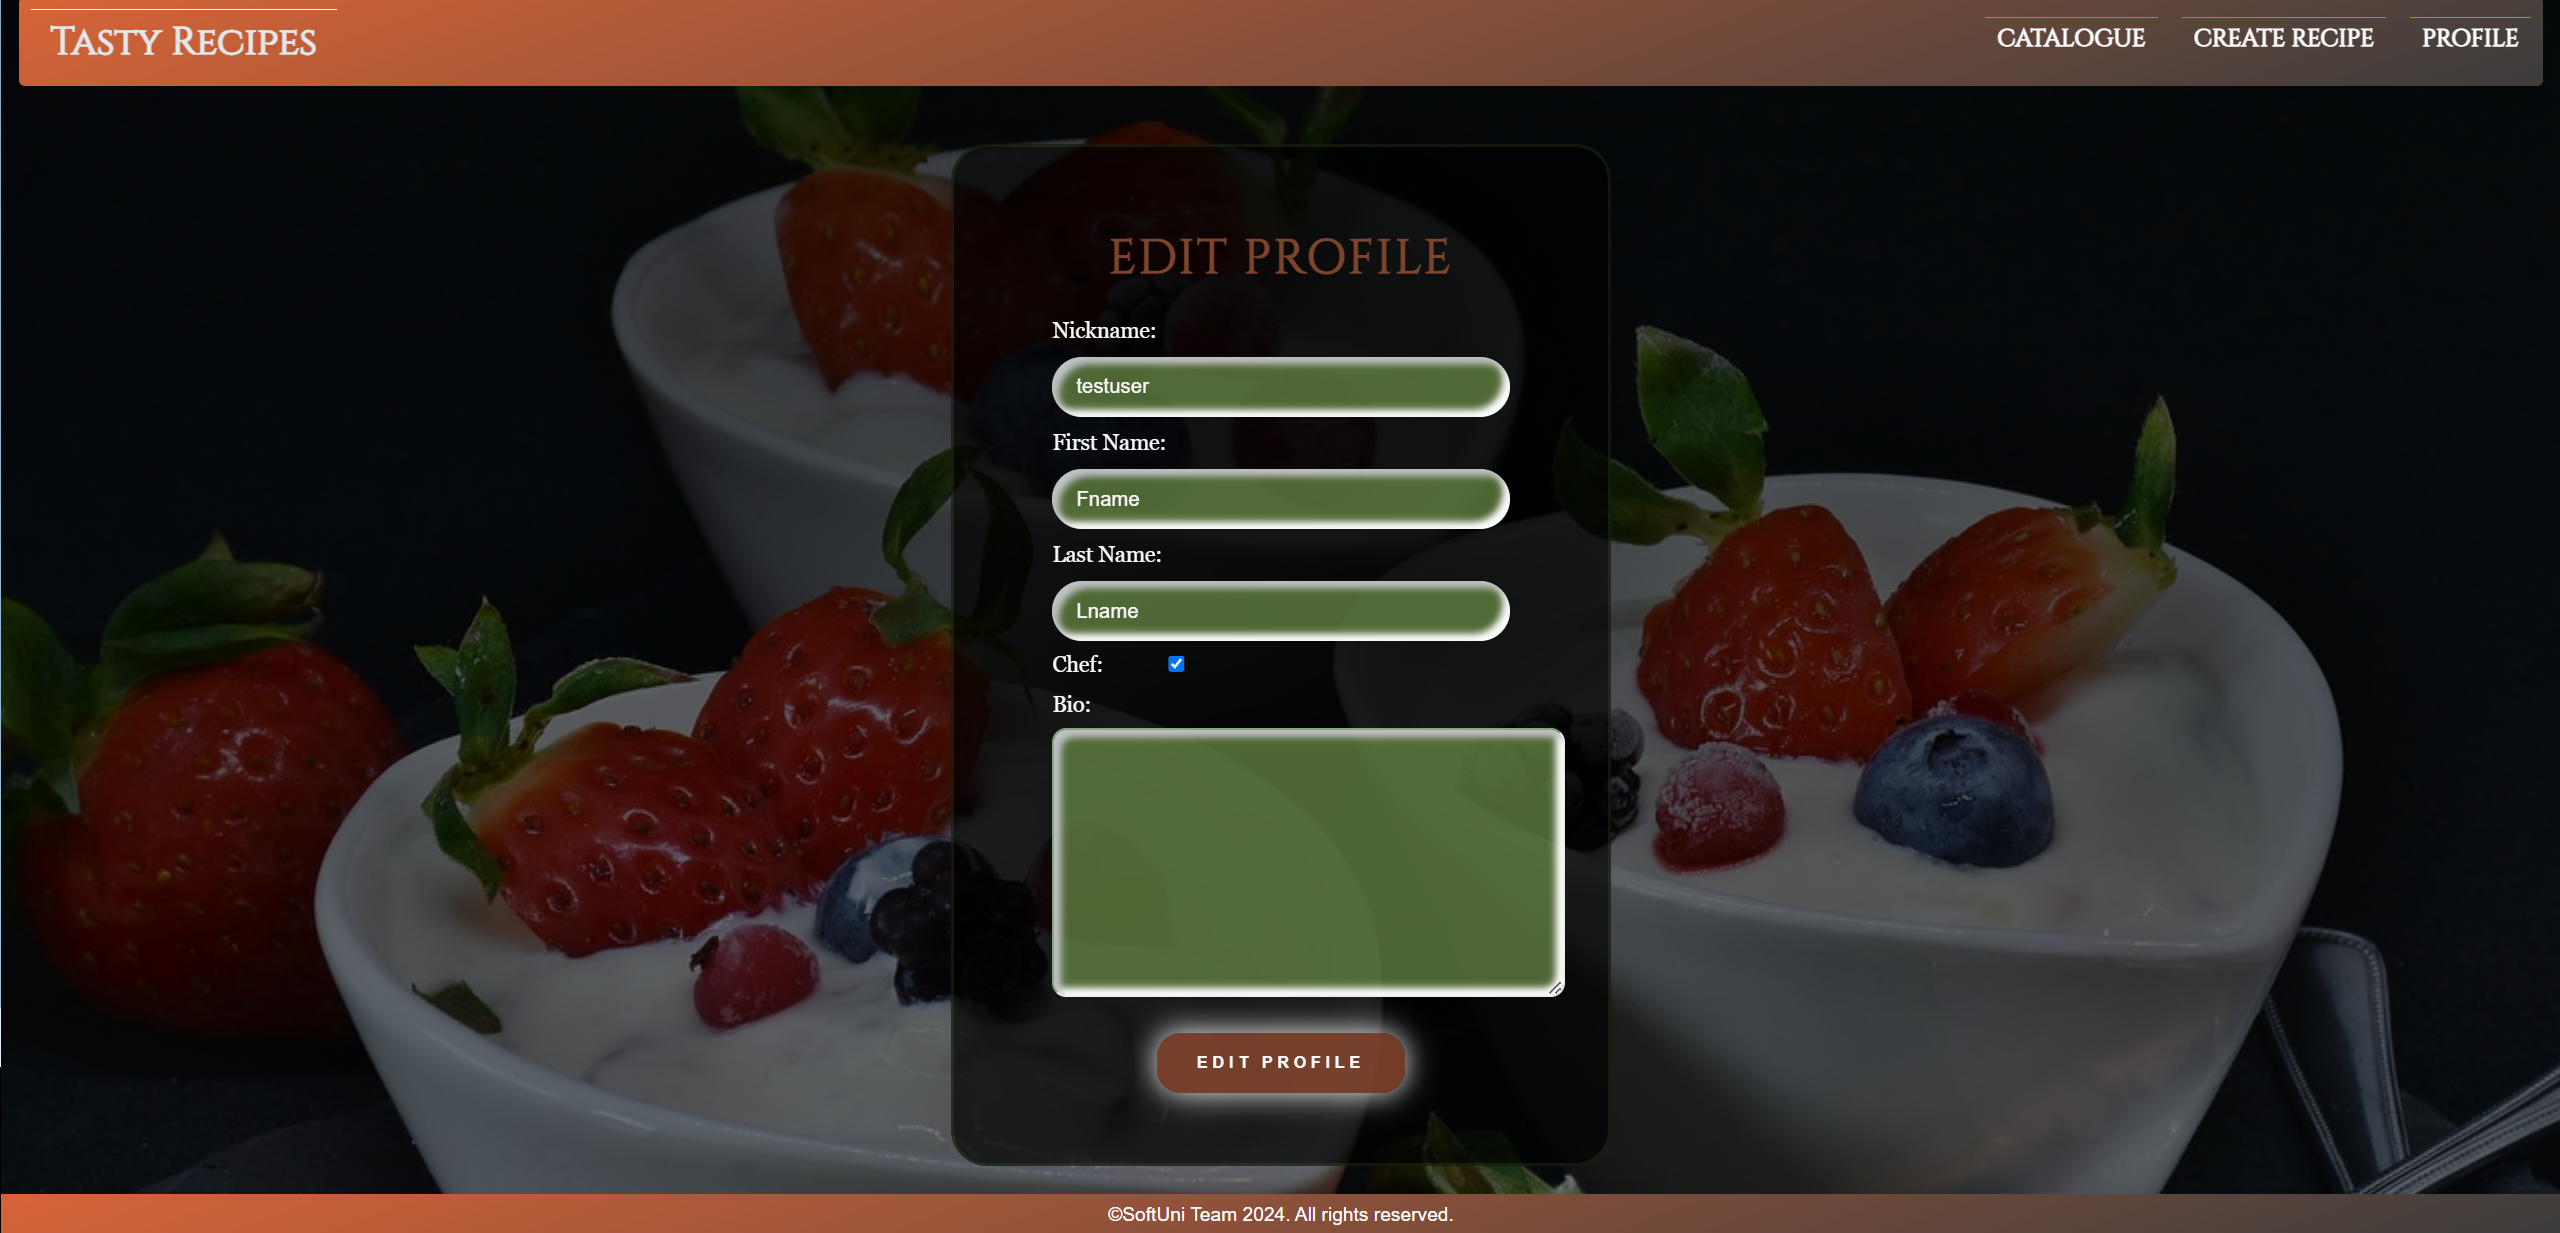 Tasty Recipes
CATALOGUE
CREATE RECIPE
PROFILE
EDIT PROFILE
Nickname:
testuser
First Name:
Fname
Last Name:
Lname
Chef:
Bio:
EDIT PROFILE
©SoftUni Team 2024. All rights reserved.